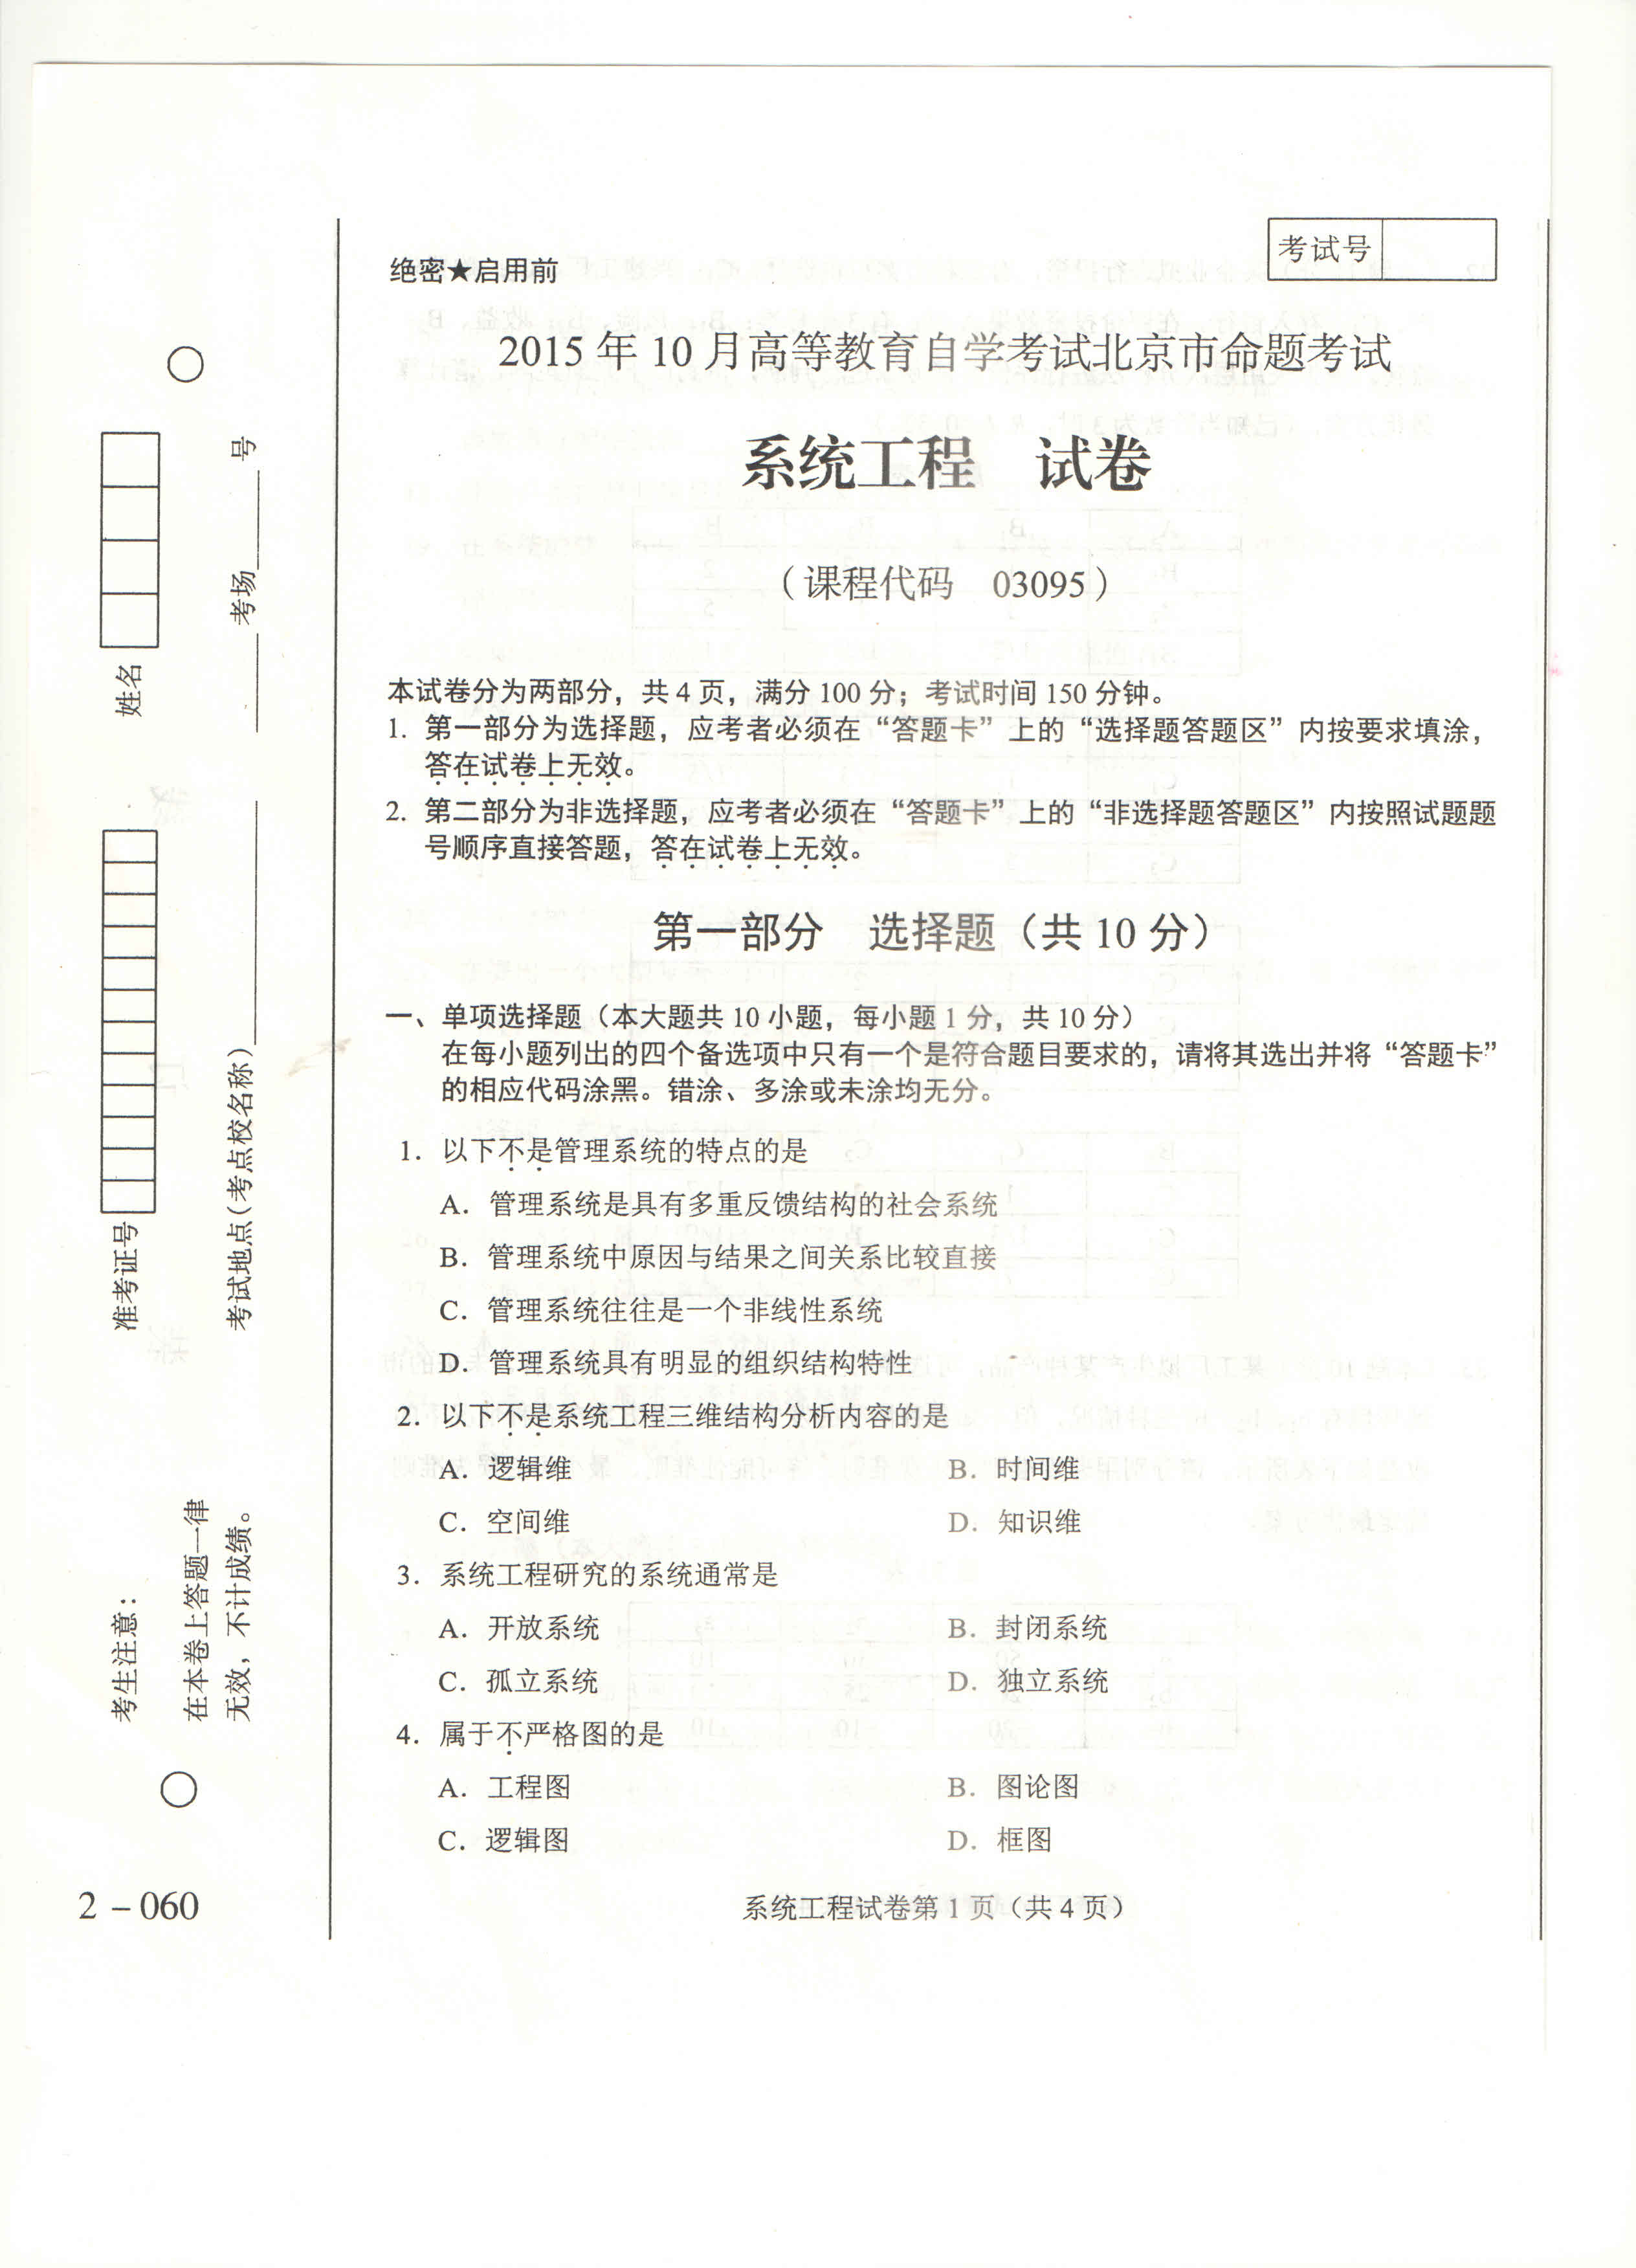 考试号
绝密★启用前
2015 年 10 月高等教育自学考试北京市命题考试
系统工程 试卷
（课程代码 03095）
本试卷分为两部分，共 4 页，满分 100 分；考试时间 150 分钟。
1. 第一部分为选择题，应考者必须在“答题卡”上的“选择题答题区”内按要求填涂，
答在试卷上无效。
2. 第二部分为非选择题，应考者必须在“答题卡”上的“非选择题答题区”内按照试题题
号顺序直接答题，答在试卷上无效。
第一部分 选择题（共 10 分）
一、单项选择题（本大题共 10 小题，每小题 1 分，共 10 分）
在每小题列出的四个备选项中只有一个是符合题目要求的，请将其选出并将“答题卡”
的相应代码涂黑。错涂、多涂或未涂均无分。
1. 以下不是管理系统的特点的是
A. 管理系统是具有多重反馈结构的社会系统
B. 管理系统中原因与结果之间关系比较直接
C. 管理系统往往是一个非线性系统
D. 管理系统具有明显的组织结构特性
2. 以下不是系统工程三维结构分析内容的是
A. 逻辑维 B. 时间维
C. 空间维 D. 知识维
3. 系统工程研究的系统通常是
A. 开放系统 B. 封闭系统
C. 孤立系统 D. 独立系统
4. 属于不严格图的是
A. 工程图 B. 图论图
C. 逻辑图 D. 框图
系统工程试卷第 1 页（共 4 页）
姓名
准考证号
考生注意：
在本卷上答题一律
无效，不计成绩。
考试地点(考点校名称)______ ______考场______号
2－060